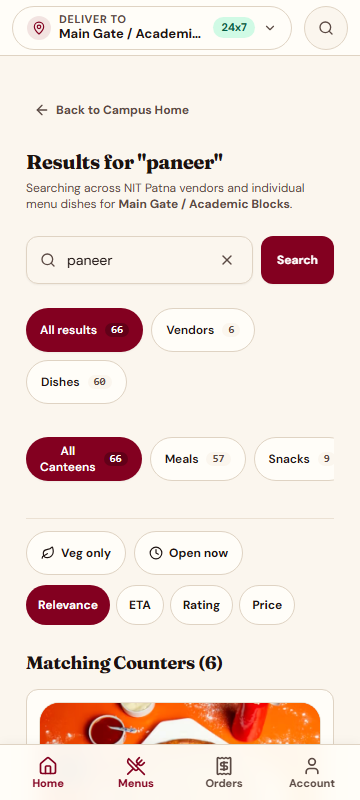 DELIVER TO
Main Gate / Academi...
24x7
Back to Campus Home
Results for "paneer"
Searching across NIT Patna vendors and individual
menu dishes for Main Gate / Academic Blocks.
paneer
Search
All results 66
Vendors 6
Dishes 60
All
Canteens 66
Meals 57
Snacks 9
Veg only
Open now
Relevance
ETA
Rating
Price
Matching Counters (6)
Home
Menus
Orders
Account